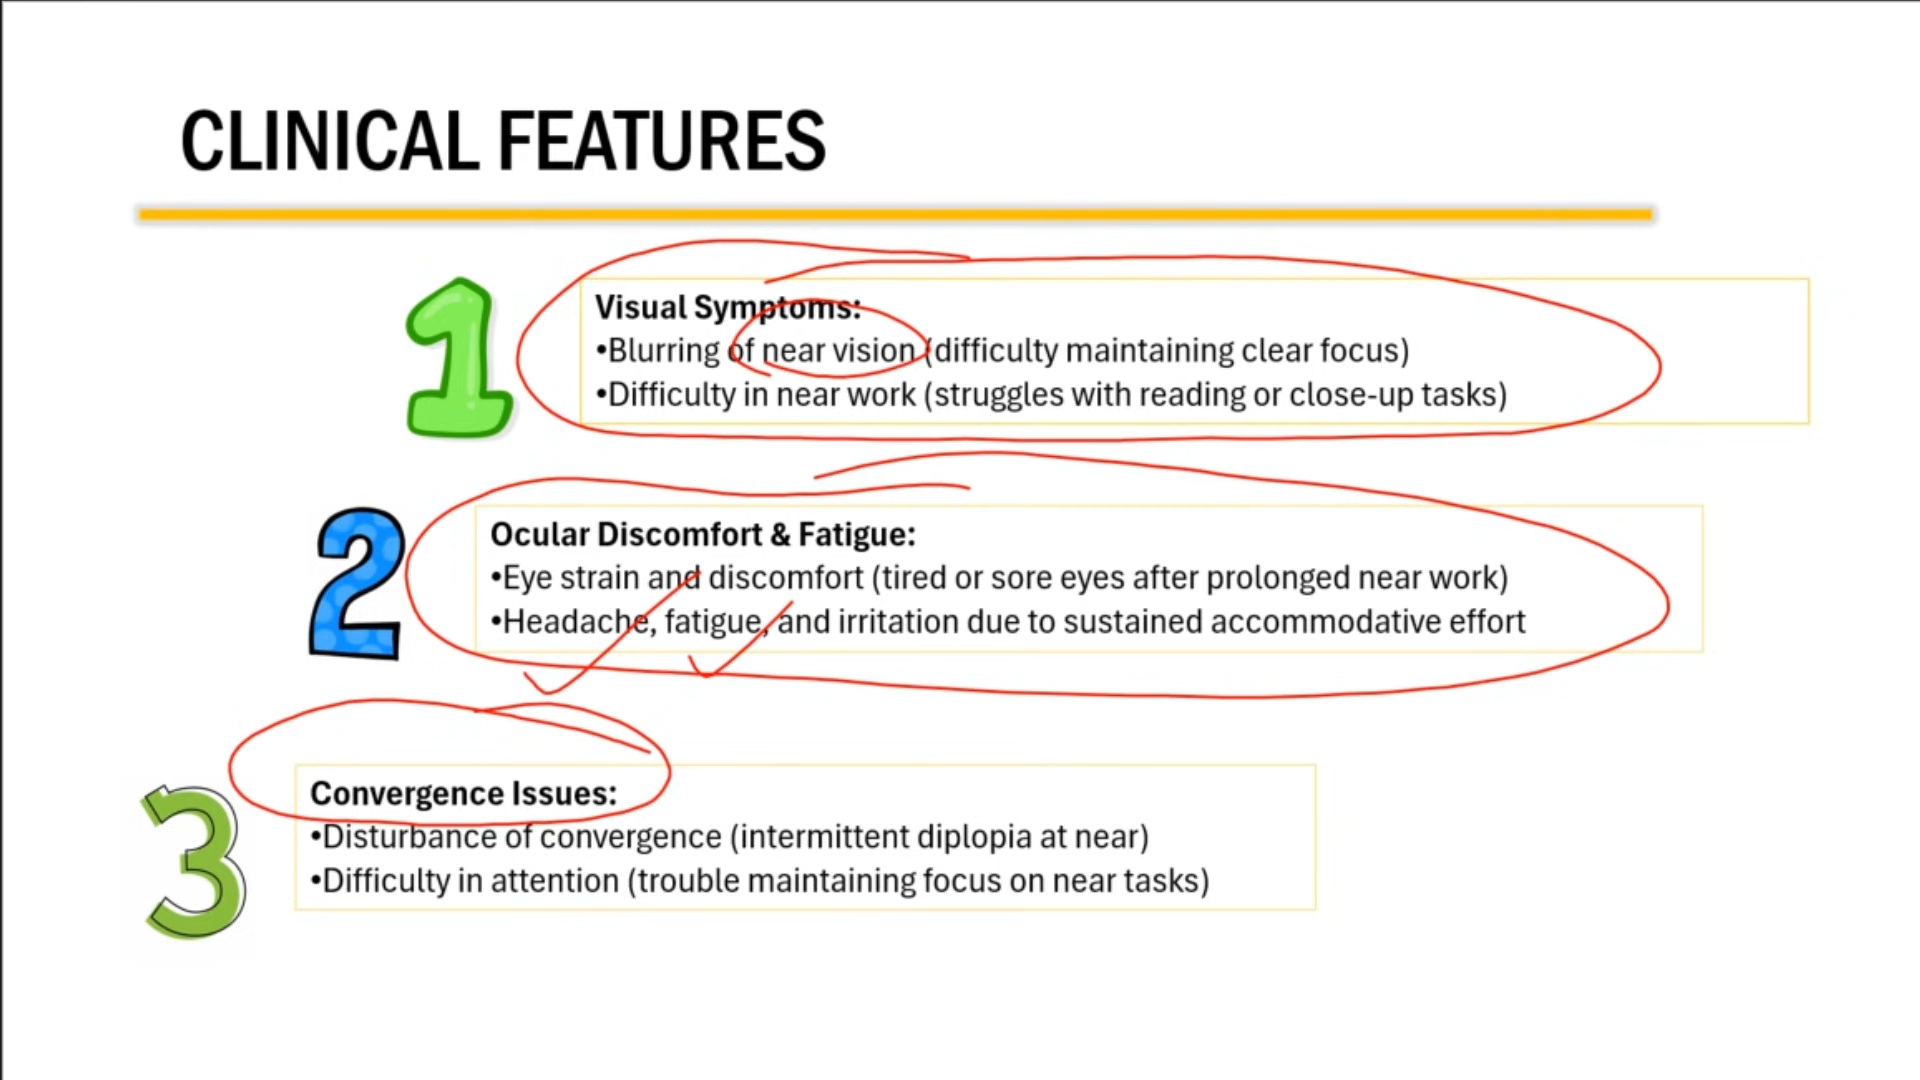 CLINICAL FEATURES
1
Visual Symptoms:
•Blurring of near vision (difficulty maintaining clear focus)
•Difficulty in near work (struggles with reading or close-up tasks)
2
Ocular Discomfort & Fatigue:
•Eye strain and discomfort (tired or sore eyes after prolonged near work)
•Headache, fatigue, and irritation due to sustained accommodative effort
3
Convergence Issues:
•Disturbance of convergence (intermittent diplopia at near)
•Difficulty in attention (trouble maintaining focus on near tasks)